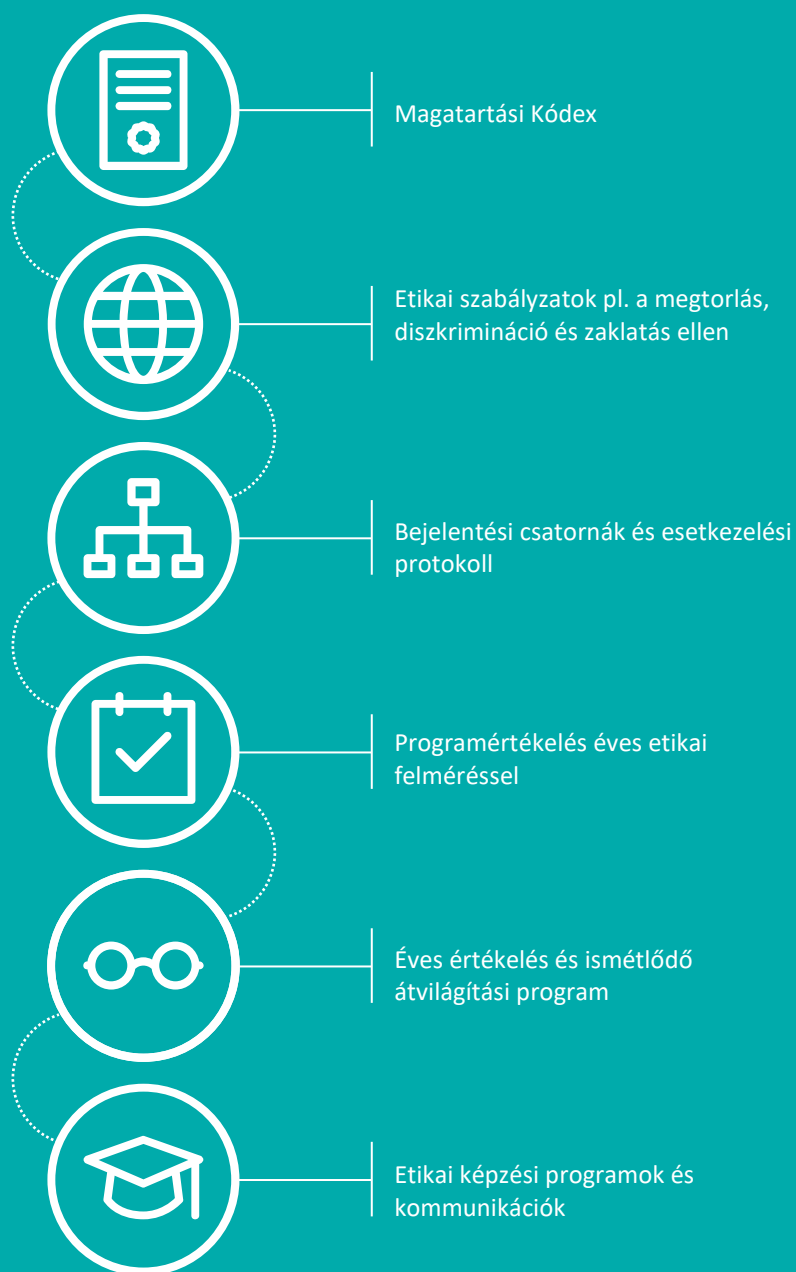 Magatartási Kódex
Etikai szabályzatok pl. a megtorlás,
diszkrimináció és zaklatás ellen
Bejelentési csatornák és esetkezelési
protokoll
Programértékelés éves etikai
felméréssel
Éves értékelés és ismétlődő
átvilágítási program
Etikai képzési programok és
kommunikációk